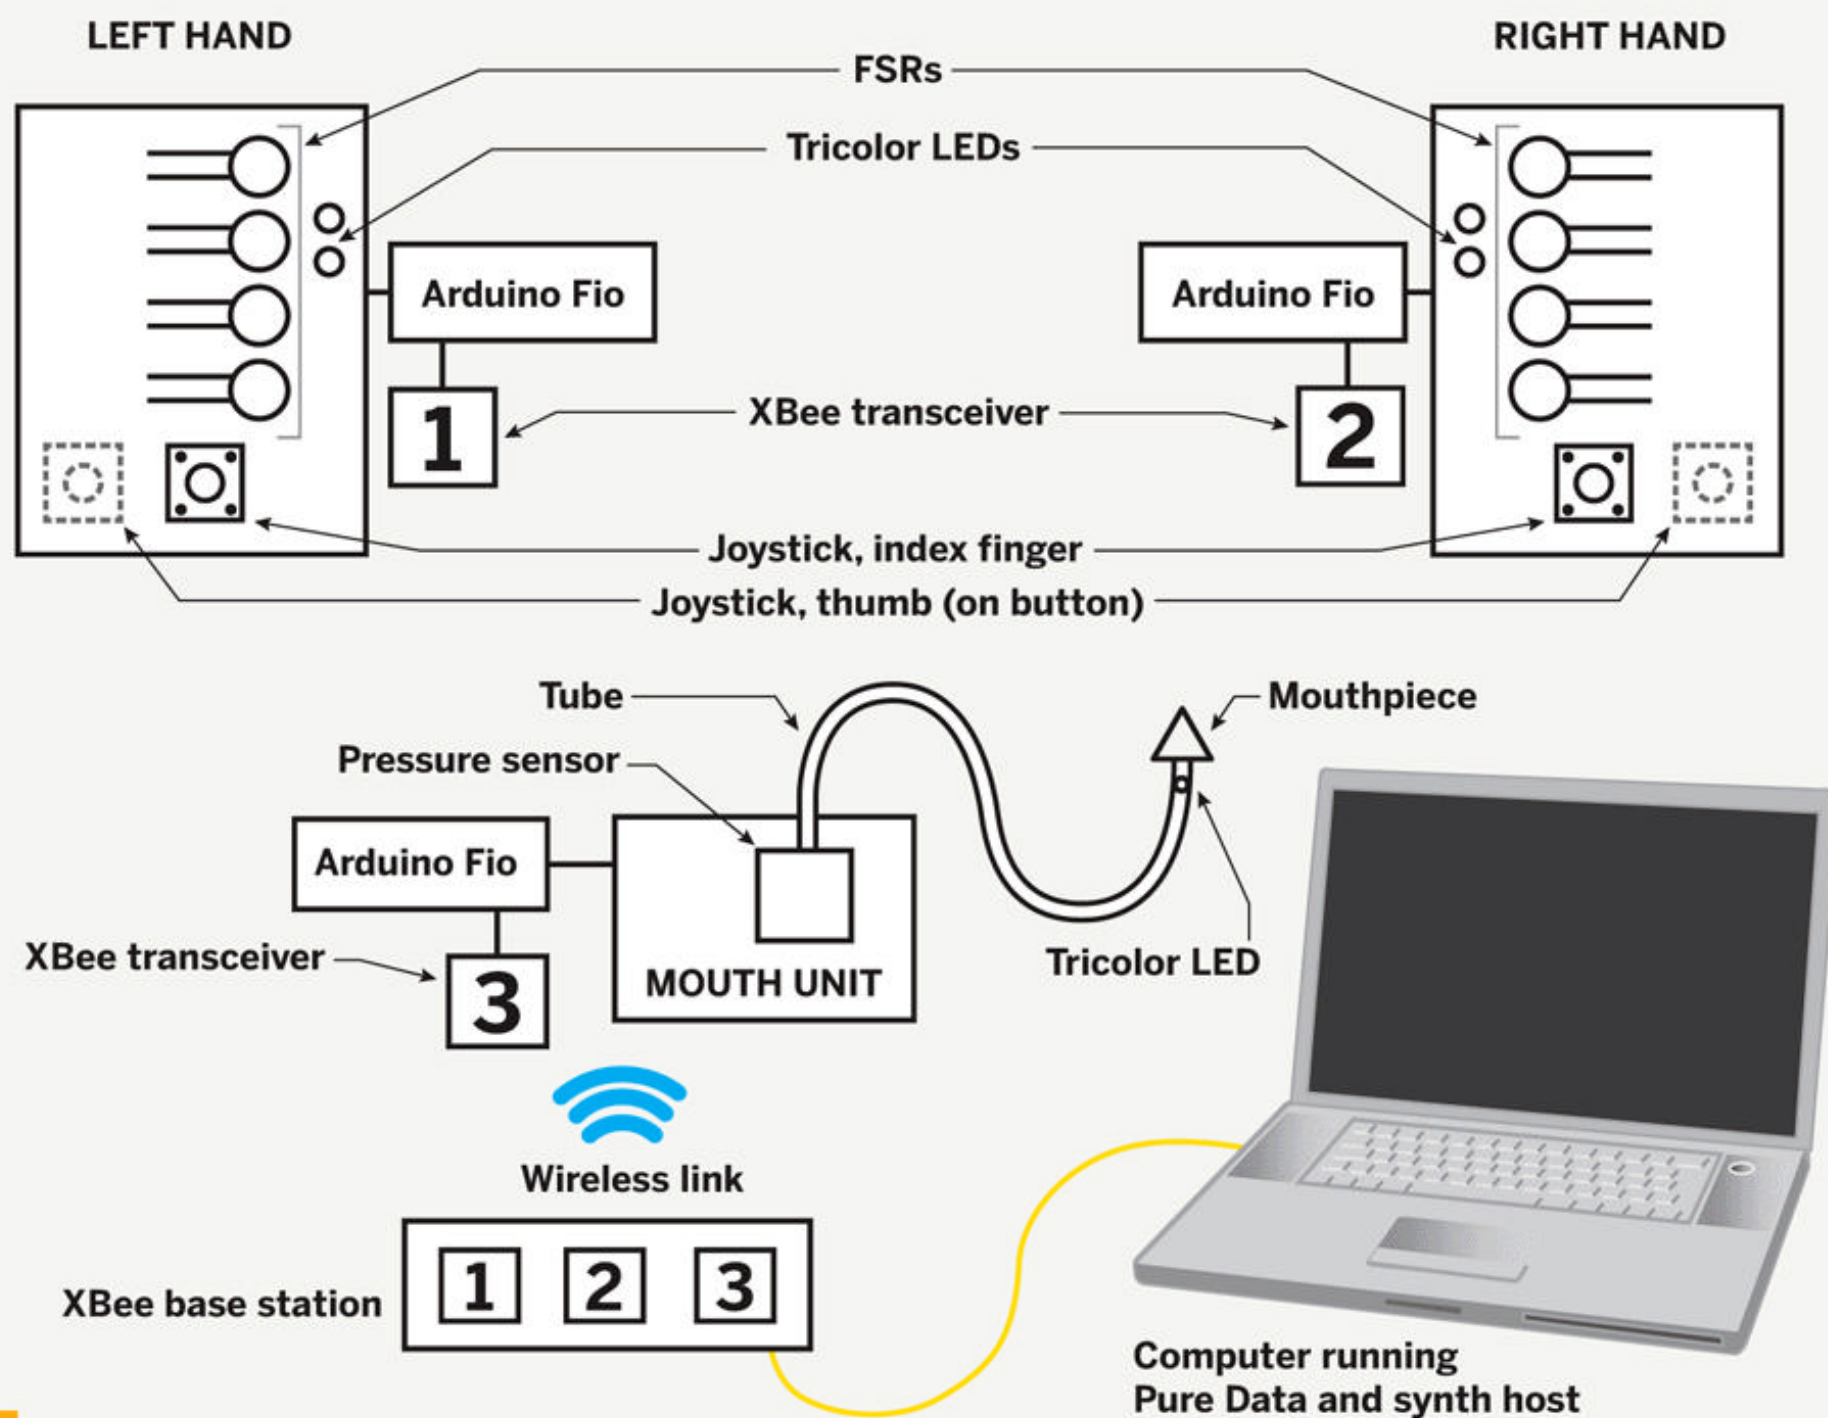 LEFT HAND
RIGHT HAND
FSRs
Tricolor LEDs
Arduino Fio
Arduino Fio
1
XBee transceiver
2
Joystick, index finger
Joystick, thumb (on button)
Tube
Mouthpiece
Pressure sensor
Arduino Fio
XBee transceiver
3
MOUTH UNIT
Tricolor LED
Wireless link
XBee base station
1 2 3
Computer running
Pure Data and synth host